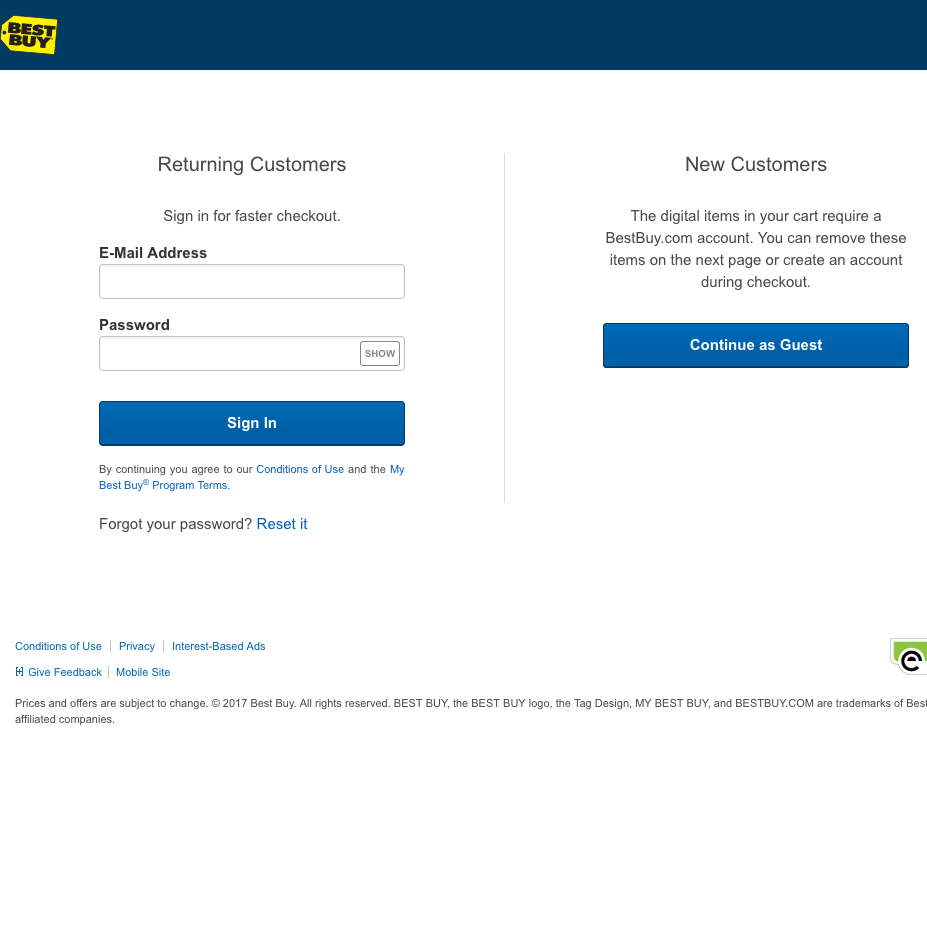 BEST
BUY
Returning Customers
Sign in for faster checkout.
E-Mail Address
Password
SHOW
Sign In
By continuing you agree to our Conditions of Use and the My
Best Buy® Program Terms.
Forgot your password? Reset it
New Customers
The digital items in your cart require a
BestBuy.com account. You can remove these
items on the next page or create an account
during checkout.
Continue as Guest
Conditions of Use
Privacy
Interest-Based Ads
[+] Give Feedback
Mobile Site
Prices and offers are subject to change. © 2017 Best Buy. All rights reserved. BEST BUY, the BEST BUY logo, the Tag Design, MY BEST BUY, and BESTBUY.COM are trademarks of Best
affiliated companies.
e